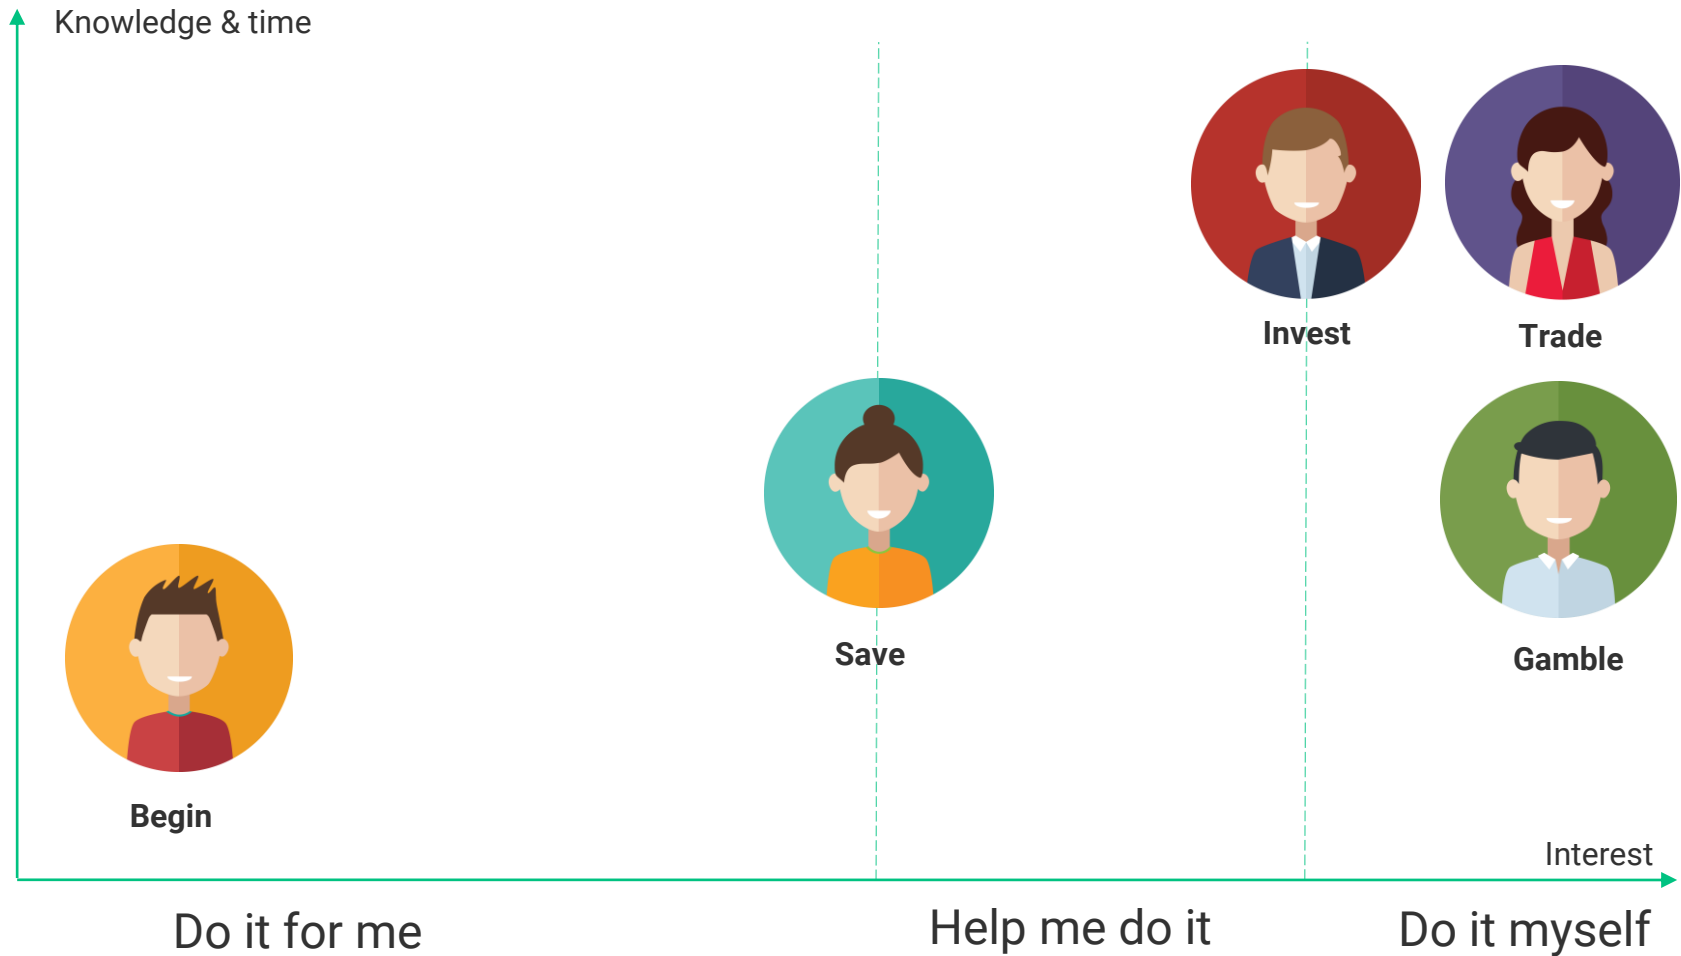 Knowledge & time
Invest
Trade
Save
Gamble
Begin
Interest
Do it for me
Help me do it
Do it myself